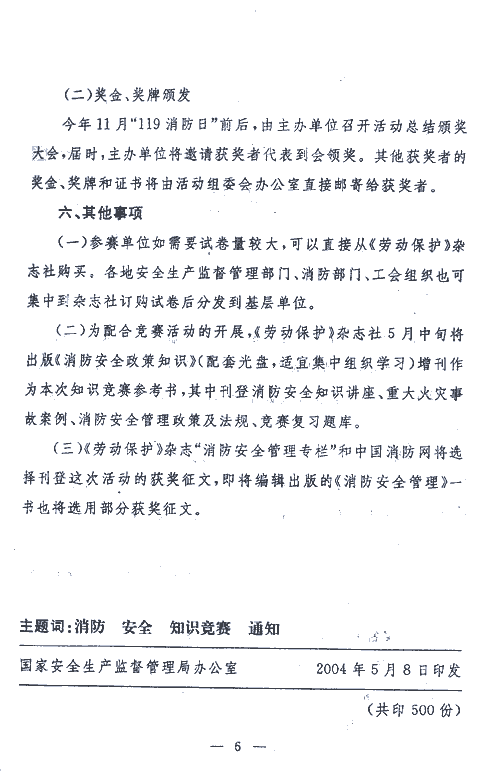 (二)奖金、奖牌颁发
今年11月“119消防日”前后,由主办单位召开活动总结颁奖
大会,届时,主办单位将邀请获奖者代表到会领奖。其他获奖者的
奖金、奖牌和证书将由活动组委会办公室直接邮寄给获奖者。
六、其他事项
(一)参赛单位如需要试卷量较大,可以直接从《劳动保护》杂
志社购买。各地安全生产监督管理部门、消防部门、工会组织也可
集中到杂志社订购试卷后分发到基层单位。
(二)为配合竞赛活动的开展,《劳动保护》杂志社5月中旬将
出版《消防安全政策知识》(配套光盘,适宜集中组织学习)增刊作
为本次知识竞赛参考书,其中刊登消防安全知识讲座、重大火灾事
故案例、消防安全管理政策及法规、竞赛复习题库。
(三)《劳动保护》杂志“消防安全管理专栏”和中国消防网将选
择刊登这次活动的获奖征文,即将编辑出版的《消防安全管理》一
书也将选用部分获奖征文。
主题词:消防 安全 知识竞赛 通知
国家安全生产监督管理局办公室 2004年5月8日印发
(共印500份)
— 6 —